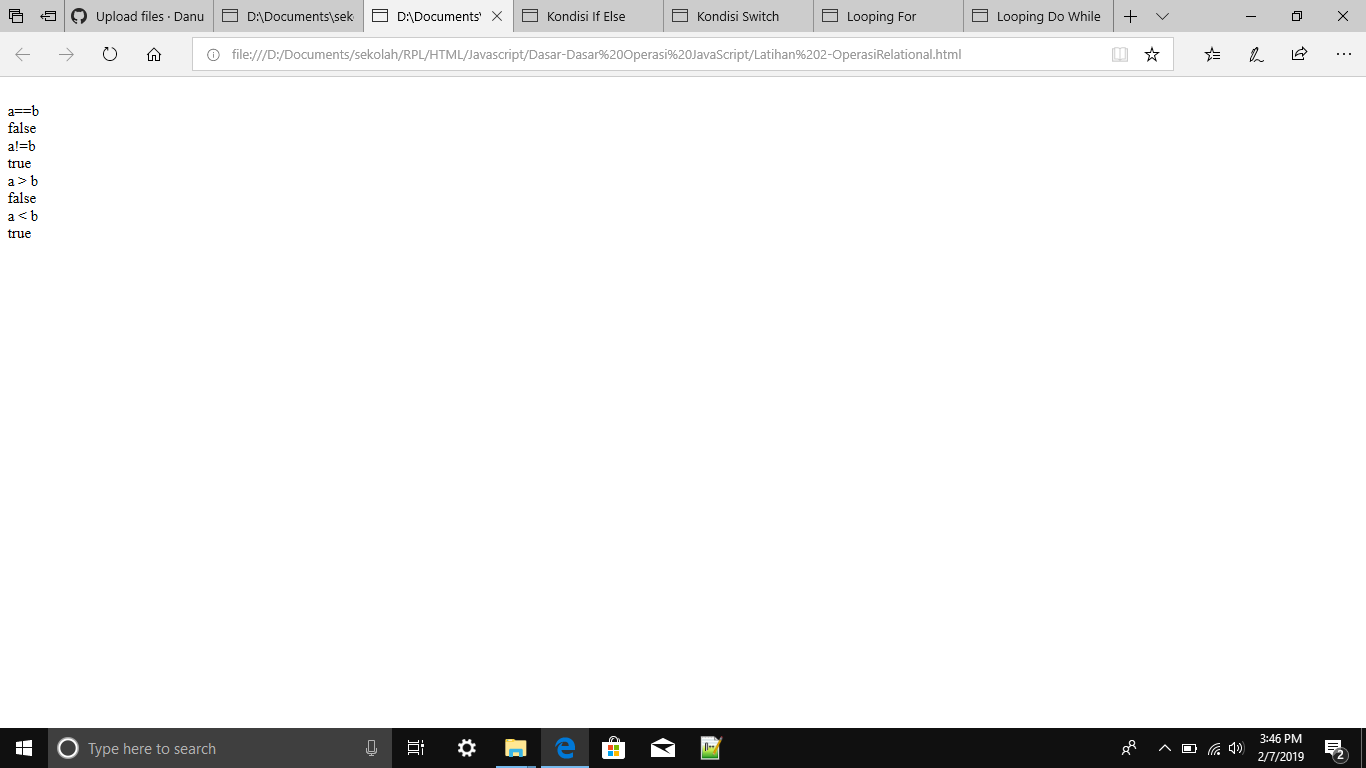 Upload files · Danu
D:\Documents\sek
D:\Documents\
Kondisi If Else
Kondisi Switch
Looping For
Looping Do While
file:///D:/Documents/sekolah/RPL/HTML/Javascript/Dasar-Dasar%20Operasi%20JavaScript/Latihan%202-OperasiRelational.html
a==b
false
a!=b
true
a > b
false
a < b
true
Type here to search
3:46 PM
2/7/2019
2